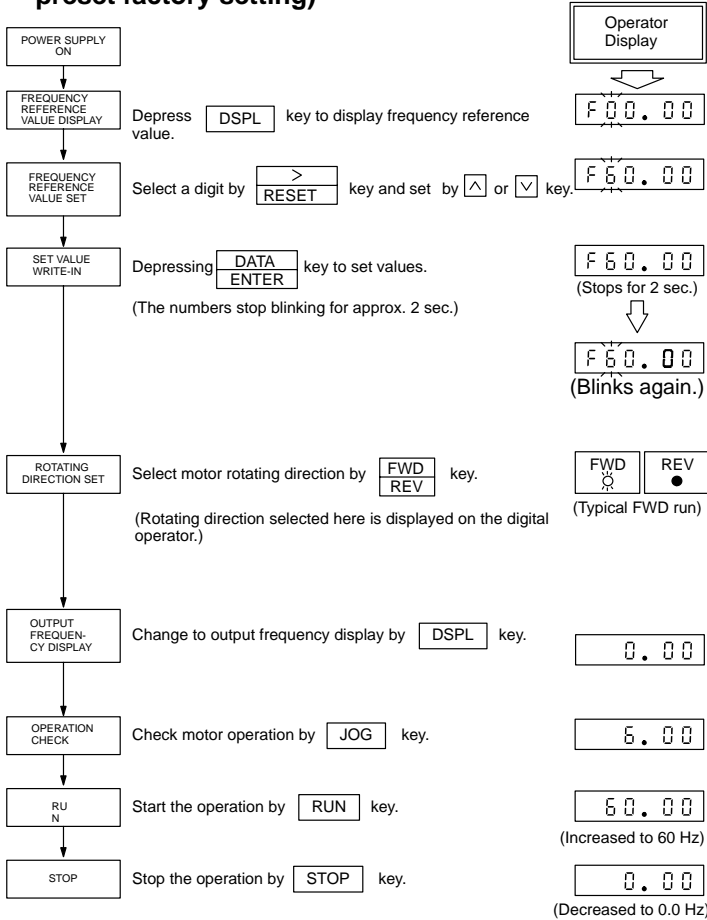 preset factory setting)
Operator
Display
POWER SUPPLY
ON
FREQUENCY
REFERENCE
VALUE DISPLAY
Depress DSPL key to display frequency reference
value.
F00.00
FREQUENCY
REFERENCE
VALUE SET
Select a digit by > RESET key and set by ∧ or ∨ key.
F60.00
SET VALUE
WRITE-IN
Depressing DATA ENTER key to set values.
(The numbers stop blinking for approx. 2 sec.)
F60.00
(Stops for 2 sec.)
F60.00
(Blinks again.)
ROTATING
DIRECTION SET
Select motor rotating direction by FWD REV key.
(Rotating direction selected here is displayed on the digital
operator.)
FWD REV
(Typical FWD run)
OUTPUT
FREQUEN-
CY DISPLAY
Change to output frequency display by DSPL key.
0.00
OPERATION
CHECK
Check motor operation by JOG key.
6.00
RU
N
Start the operation by RUN key.
60.00
(Increased to 60 Hz)
STOP
Stop the operation by STOP key.
0.00
(Decreased to 0.0 Hz)